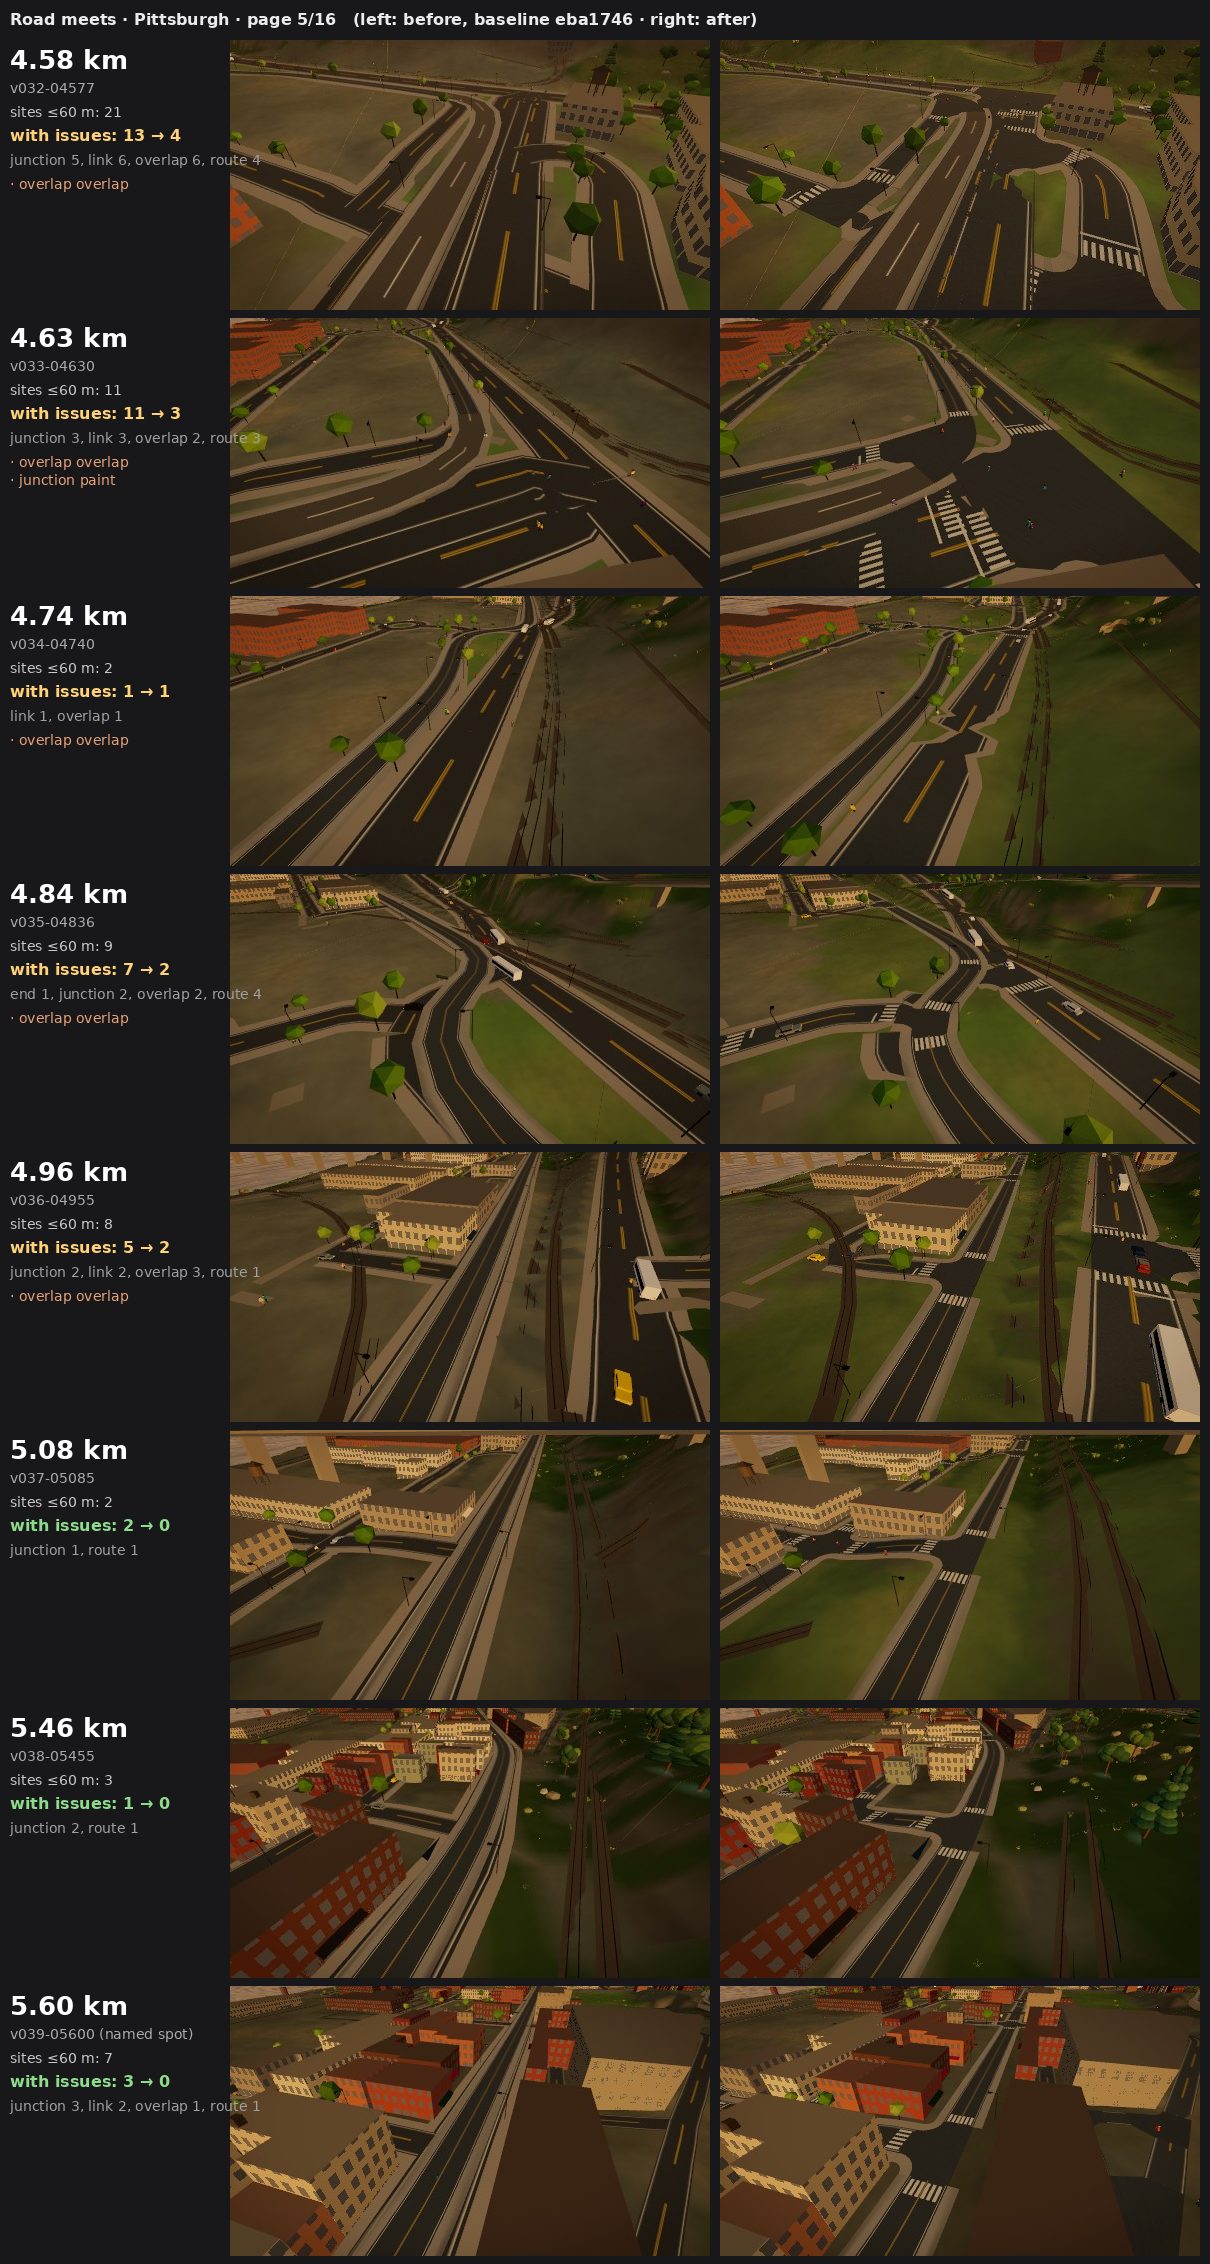 Road meets · Pittsburgh · page 5/16   (left: before, baseline eba1746 · right: after)
4.58 km
v032-04577
sites ≤60 m: 21
with issues: 13 → 4
junction 5, link 6, overlap 6, route 4
· overlap overlap
4.63 km
v033-04630
sites ≤60 m: 11
with issues: 11 → 3
junction 3, link 3, overlap 2, route 3
· overlap overlap
· junction paint
4.74 km
v034-04740
sites ≤60 m: 2
with issues: 1 → 1
link 1, overlap 1
· overlap overlap
4.84 km
v035-04836
sites ≤60 m: 9
with issues: 7 → 2
end 1, junction 2, overlap 2, route 4
· overlap overlap
4.96 km
v036-04955
sites ≤60 m: 8
with issues: 5 → 2
junction 2, link 2, overlap 3, route 1
· overlap overlap
5.08 km
v037-05085
sites ≤60 m: 2
with issues: 2 → 0
junction 1, route 1
5.46 km
v038-05455
sites ≤60 m: 3
with issues: 1 → 0
junction 2, route 1
5.60 km
v039-05600 (named spot)
sites ≤60 m: 7
with issues: 3 → 0
junction 3, link 2, overlap 1, route 1